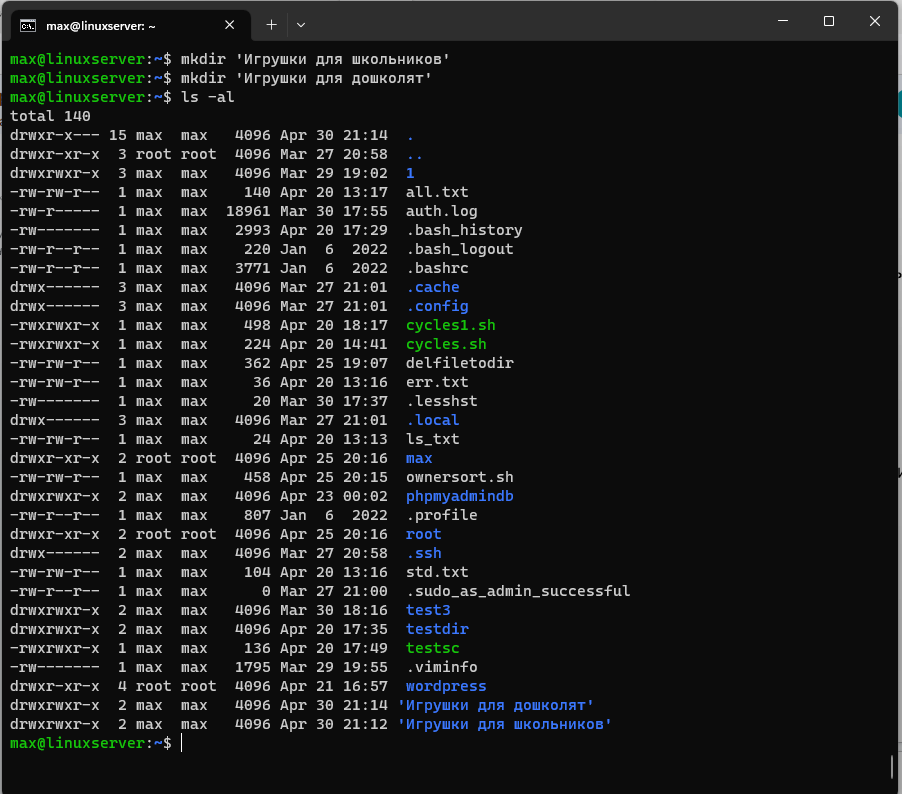 max@linuxserver: ~
max@linuxserver:~$ mkdir 'Игрушки для школьников'
max@linuxserver:~$ mkdir 'Игрушки для дошколят'
max@linuxserver:~$ ls -al
total 140
drwxr-x--- 15 max  max   4096 Apr 30 21:14  .
drwxr-xr-x  3 root root  4096 Mar 27 20:58  ..
drwxrwxr-x  3 max  max   4096 Mar 29 19:02  1
-rw-rw-r--  1 max  max    140 Apr 20 13:17  all.txt
-rw-r-----  1 max  max  18961 Mar 30 17:55  auth.log
-rw-------  1 max  max   2993 Apr 20 17:29  .bash_history
-rw-r--r--  1 max  max    220 Jan  6  2022  .bash_logout
-rw-r--r--  1 max  max   3771 Jan  6  2022  .bashrc
drwx------  3 max  max   4096 Mar 27 21:01  .cache
drwx------  3 max  max   4096 Mar 27 21:01  .config
-rwxrwxr-x  1 max  max    498 Apr 20 18:17  cycles1.sh
-rwxrwxr-x  1 max  max    224 Apr 20 14:41  cycles.sh
-rw-rw-r--  1 max  max    362 Apr 25 19:07  delfiletodir
-rw-rw-r--  1 max  max     36 Apr 20 13:16  err.txt
-rw-------  1 max  max     20 Mar 30 17:37  .lesshst
drwx------  3 max  max   4096 Mar 27 21:01  .local
-rw-rw-r--  1 max  max     24 Apr 20 13:13  ls_txt
drwxr-xr-x  2 root root  4096 Apr 25 20:16  max
-rw-rw-r--  1 max  max    458 Apr 25 20:15  ownersort.sh
drwxrwxr-x  2 max  max   4096 Apr 23 00:02  phpmyadmindb
-rw-r--r--  1 max  max    807 Jan  6  2022  .profile
drwxr-xr-x  2 root root  4096 Apr 25 20:16  root
drwx------  2 max  max   4096 Mar 27 20:58  .ssh
-rw-rw-r--  1 max  max    104 Apr 20 13:16  std.txt
-rw-r--r--  1 max  max      0 Mar 27 21:00  .sudo_as_admin_successful
drwxrwxr-x  2 max  max   4096 Mar 30 18:16  test3
drwxrwxr-x  2 max  max   4096 Apr 20 17:35  testdir
-rwxrwxr-x  1 max  max    136 Apr 20 17:49  testsc
-rw-------  1 max  max   1795 Mar 29 19:55  .viminfo
drwxr-xr-x  4 root root  4096 Apr 21 16:57  wordpress
drwxrwxr-x  2 max  max   4096 Apr 30 21:14 'Игрушки для дошколят'
drwxrwxr-x  2 max  max   4096 Apr 30 21:12 'Игрушки для школьников'
max@linuxserver:~$